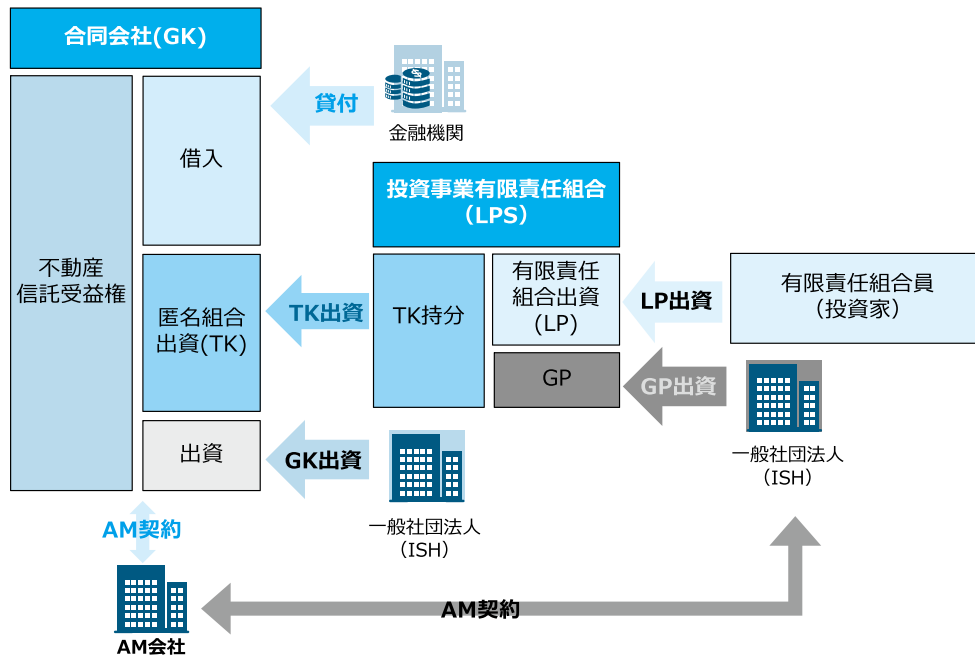 合同会社(GK)
不動産
信託受益権
借入
匿名組合
出資(TK)
出資
貸付
金融機関
投資事業有限責任組合
（LPS）
TK出資
TK持分
有限責任
組合出資
(LP)
GP
LP出資
有限責任組合員
（投資家）
GP出資
一般社団法人
（ISH）
GK出資
一般社団法人
（ISH）
AM契約
AM会社
AM契約